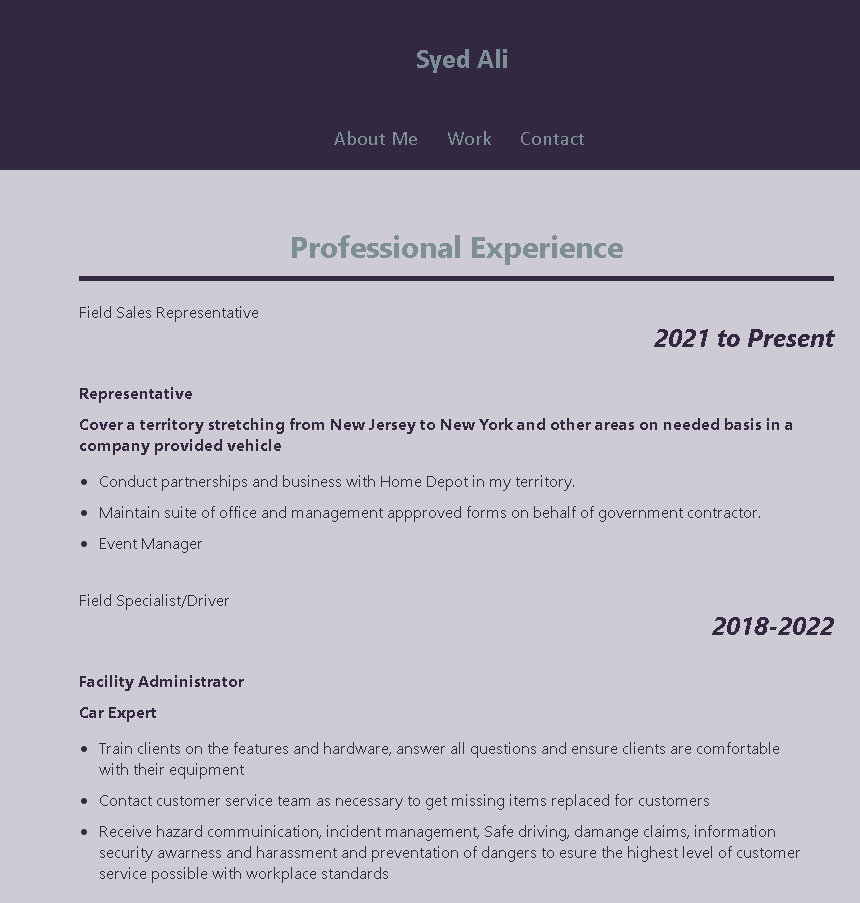 Syed Ali
About Me Work Contact
Professional Experience
Field Sales Representative
2021 to Present
Representative
Cover a territory stretching from New Jersey to New York and other areas on needed basis in a
company provided vehicle
• Conduct partnerships and business with Home Depot in my territory.
• Maintain suite of office and management appproved forms on behalf of government contractor.
• Event Manager
Field Specialist/Driver
2018-2022
Facility Administrator
Car Expert
• Train clients on the features and hardware, answer all questions and ensure clients are comfortable
with their equipment
• Contact customer service team as necessary to get missing items replaced for customers
• Receive hazard commuinication, incident management, Safe driving, damange claims, information
security awarness and harassment and preventation of dangers to esure the highest level of customer
service possible with workplace standards